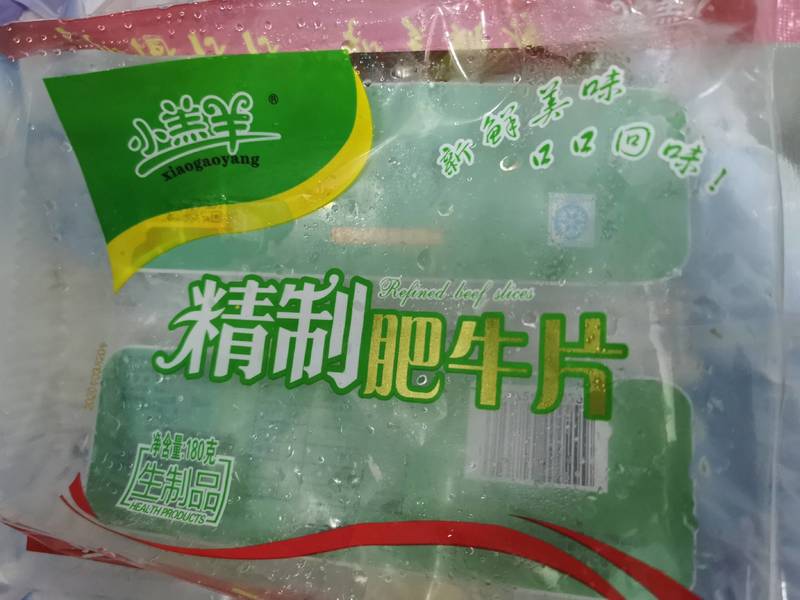 小羔羊®
xiaogaoyang
新鲜美味
口口回味！
Refined beef slices
精制肥牛片
净含量:180克
生制品
HEALTH PRODUCTS